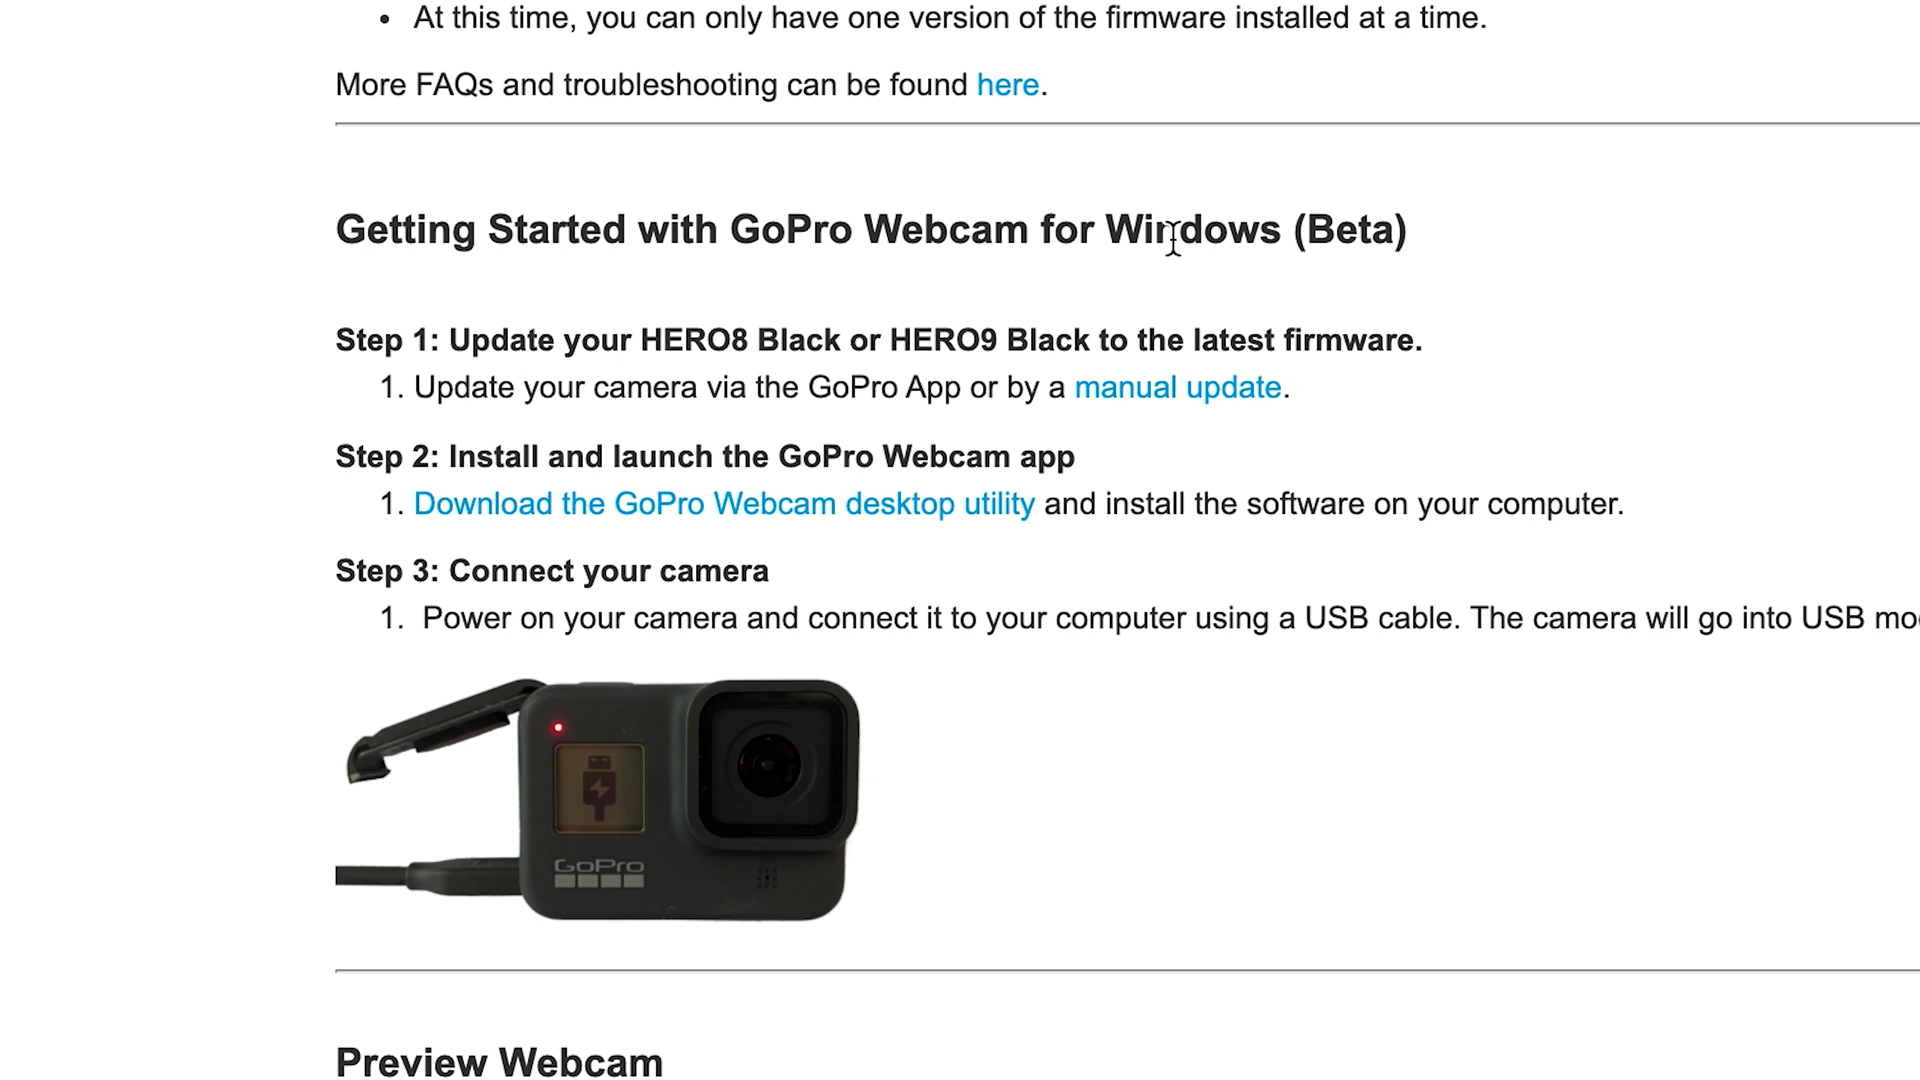 • At this time, you can only have one version of the firmware installed at a time.
More FAQs and troubleshooting can be found here.
Getting Started with GoPro Webcam for Windows (Beta)
Step 1: Update your HERO8 Black or HERO9 Black to the latest firmware.
1. Update your camera via the GoPro App or by a manual update.
Step 2: Install and launch the GoPro Webcam app
1. Download the GoPro Webcam desktop utility and install the software on your computer.
Step 3: Connect your camera
1. Power on your camera and connect it to your computer using a USB cable. The camera will go into USB
GoPro
Preview Webcam